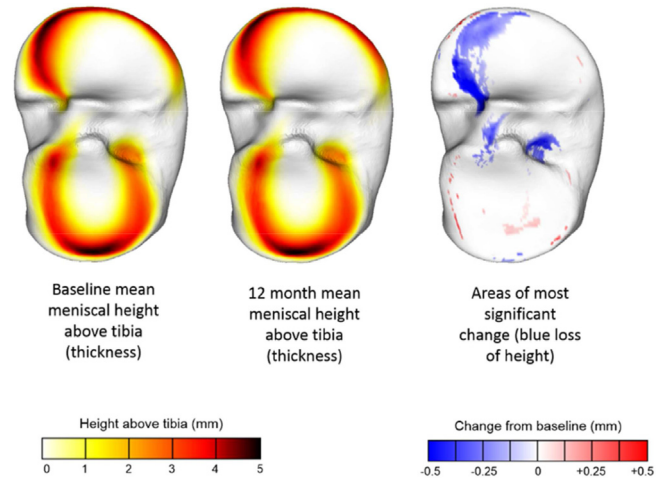 Baseline mean
meniscal height
above tibia
(thickness)
12 month mean
meniscal height
above tibia
(thickness)
Areas of most
significant
change (blue loss
of height)
Height above tibia (mm)
0 1 2 3 4 5
Change from baseline (mm)
-0.5 -0.25 0 +0.25 +0.5